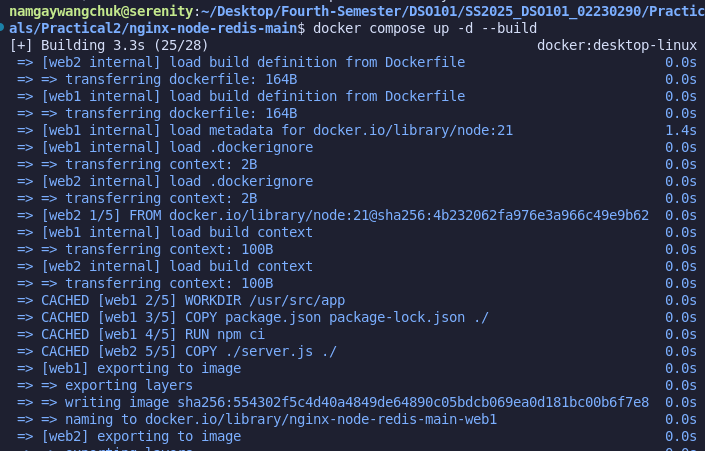 namgaywangchuk@serenity:~/Desktop/Fourth-Semester/DSO101/SS2025_DSO101_02230290/Practic
als/Practical2/nginx-node-redis-main$ docker compose up -d --build
[+] Building 3.3s (25/28) docker:desktop-linux
=> [web2 internal] load build definition from Dockerfile 0.0s
=> => transferring dockerfile: 164B 0.0s
=> [web1 internal] load build definition from Dockerfile 0.0s
=> => transferring dockerfile: 164B 0.0s
=> [web1 internal] load metadata for docker.io/library/node:21 1.4s
=> [web1 internal] load .dockerignore 0.0s
=> => transferring context: 2B 0.0s
=> [web2 internal] load .dockerignore 0.0s
=> => transferring context: 2B 0.0s
=> [web2 1/5] FROM docker.io/library/node:21@sha256:4b232062fa976e3a966c49e9b62 0.0s
=> [web1 internal] load build context 0.0s
=> => transferring context: 100B 0.0s
=> [web2 internal] load build context 0.0s
=> => transferring context: 100B 0.0s
=> CACHED [web1 2/5] WORKDIR /usr/src/app 0.0s
=> CACHED [web1 3/5] COPY package.json package-lock.json ./ 0.0s
=> CACHED [web1 4/5] RUN npm ci 0.0s
=> CACHED [web2 5/5] COPY ./server.js ./ 0.0s
=> [web1] exporting to image 0.0s
=> => exporting layers 0.0s
=> => writing image sha256:554302f5c4d40a4849de64890c05bdcb069ea0d181bc00b6f7e8 0.0s
=> => naming to docker.io/library/nginx-node-redis-main-web1 0.0s
=> [web2] exporting to image 0.0s
=> => exporting layers 0.0s